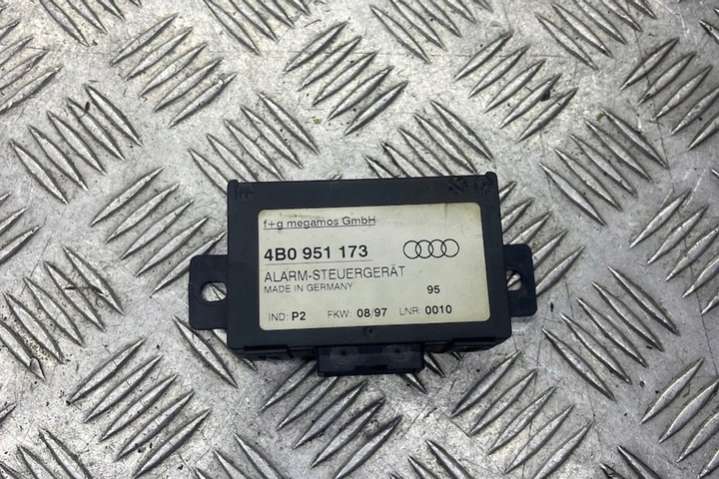 f+g megamos GmbH
4B0 951 173
ALARM-STEUERGERÄT
MADE IN GERMANY 95
IND: P2 FKW: 08/97 LNR: 0010